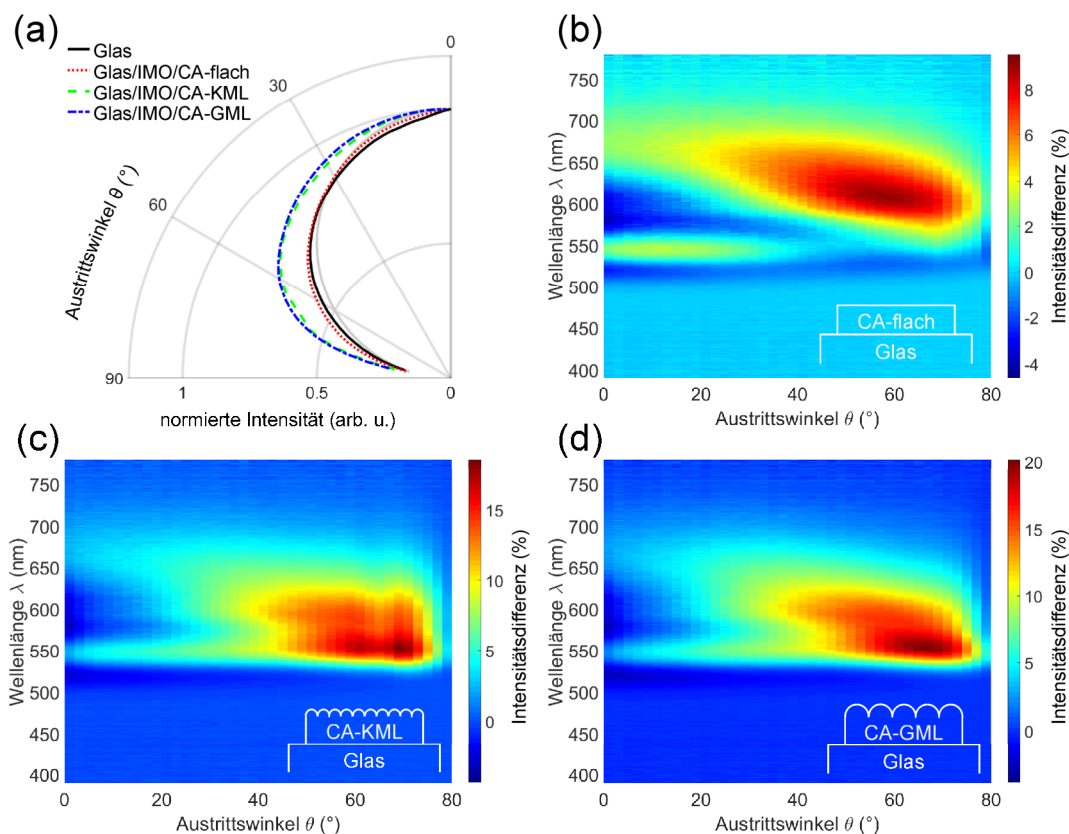 (a)
Glas
Glas/IMO/CA-flach
Glas/IMO/CA-KML
Glas/IMO/CA-GML
0
30
60
90
Austrittswinkel θ (°)
1
0.5
0
normierte Intensität (arb. u.)
(b)
Wellenlänge λ (nm)
750
700
650
600
550
500
450
400
0
20
40
60
80
Austrittswinkel θ (°)
CA-flach
Glas
8
6
4
2
0
-2
-4
Intensitätsdifferenz (%)
(c)
Wellenlänge λ (nm)
750
700
650
600
550
500
450
400
0
20
40
60
80
Austrittswinkel θ (°)
CA-KML
Glas
15
10
5
0
Intensitätsdifferenz (%)
(d)
Wellenlänge λ (nm)
750
700
650
600
550
500
450
400
0
20
40
60
80
Austrittswinkel θ (°)
CA-GML
Glas
20
15
10
5
0
Intensitätsdifferenz (%)